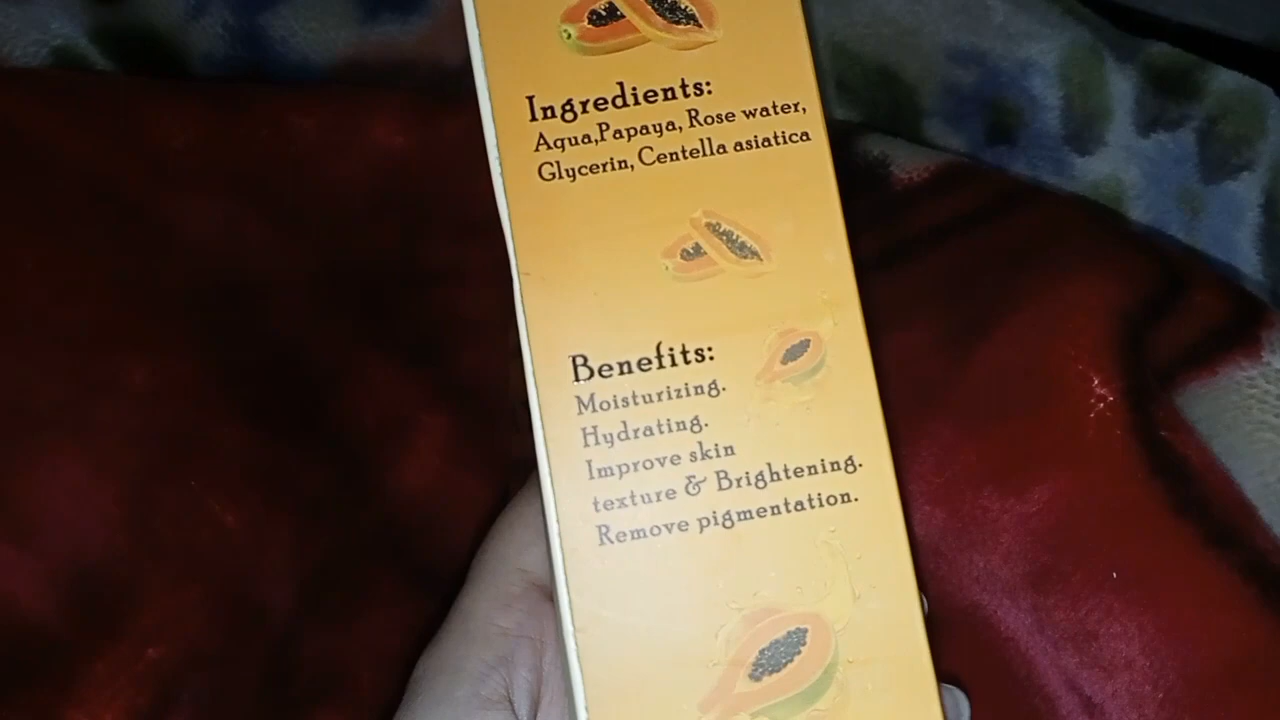 Ingredients:
Aqua,Papaya, Rose water,
Glycerin, Centella asiatica
Benefits:
Moisturizing.
Hydrating.
Improve skin
texture & Brightening.
Remove pigmentation.